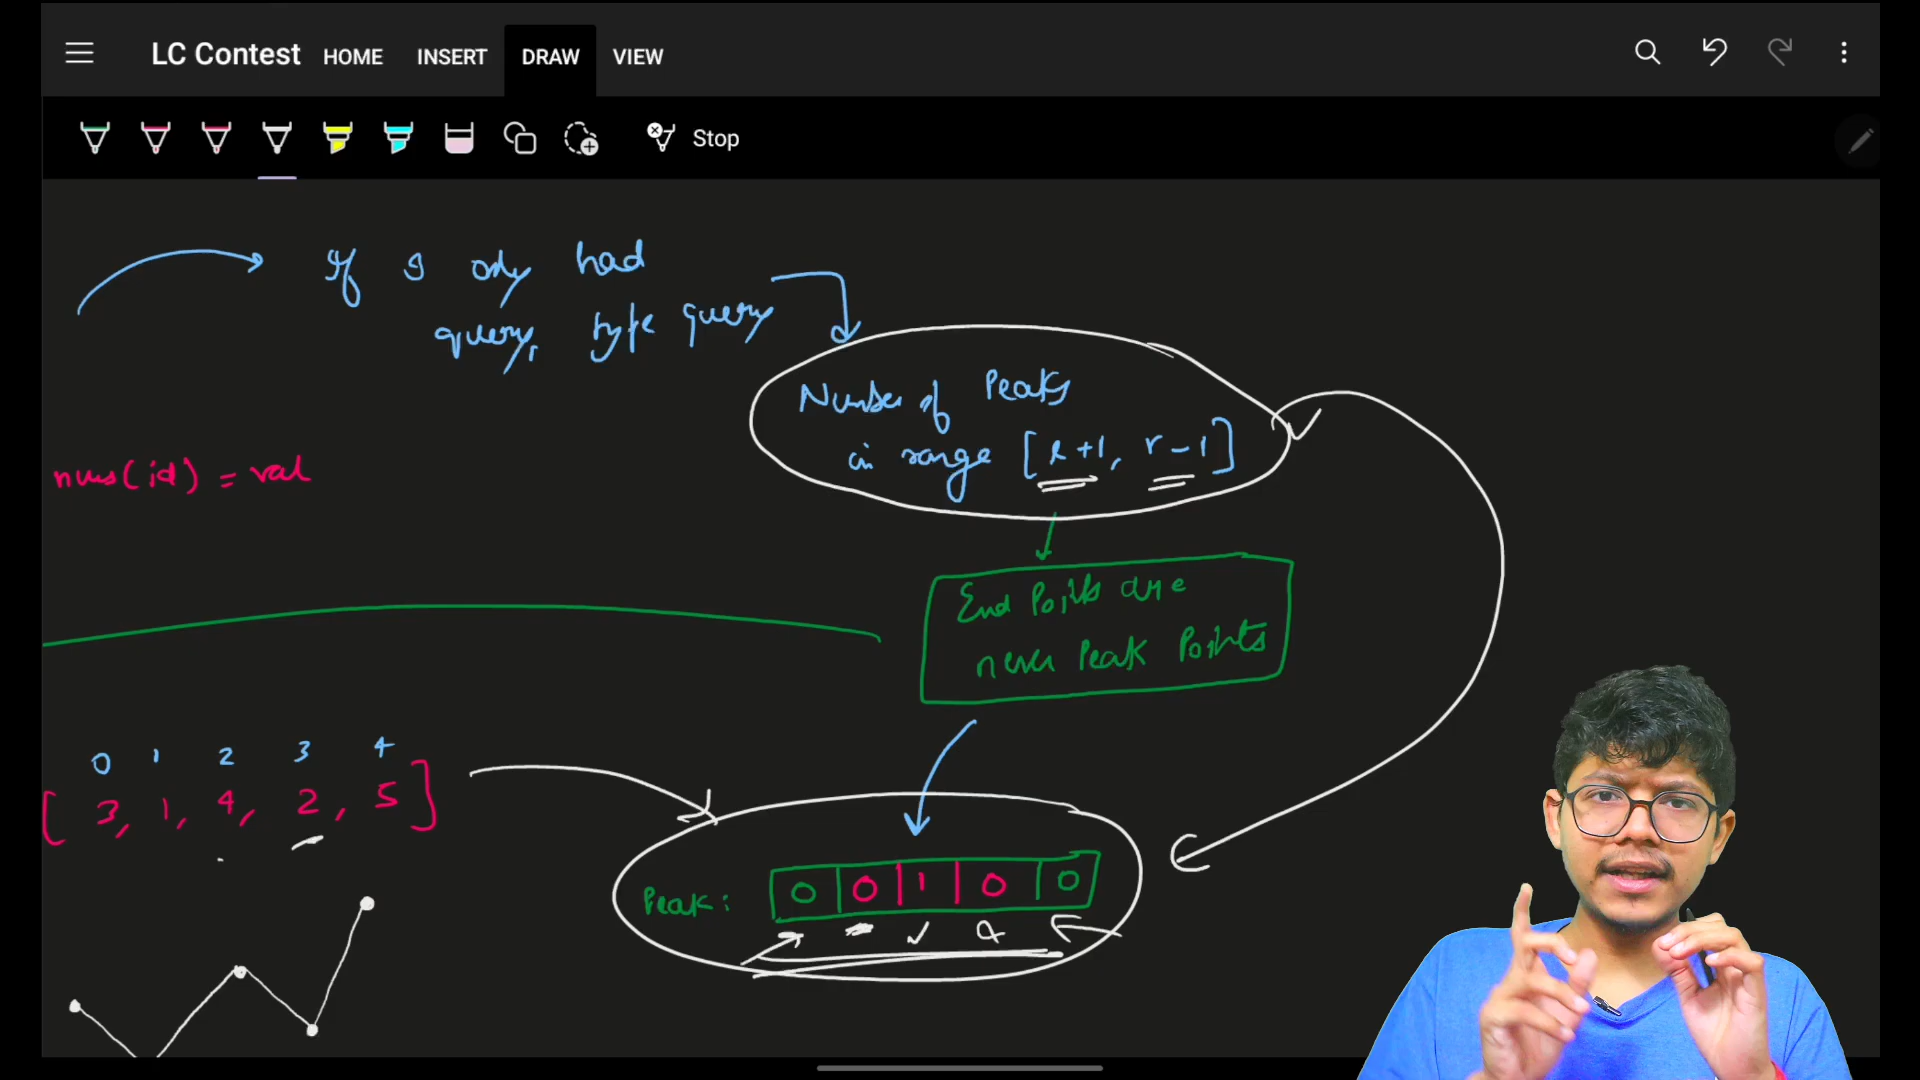 LC Contest HOME INSERT DRAW VIEW
Stop
If I only had
query, type query
Number of Peaks
in range [l+1, r-1]
nums(id) = val
End Points are
never Peak Points
0 1 2 3 4
[3, 1, 4, 2, 5]
Peak: 0 0 1 0 0